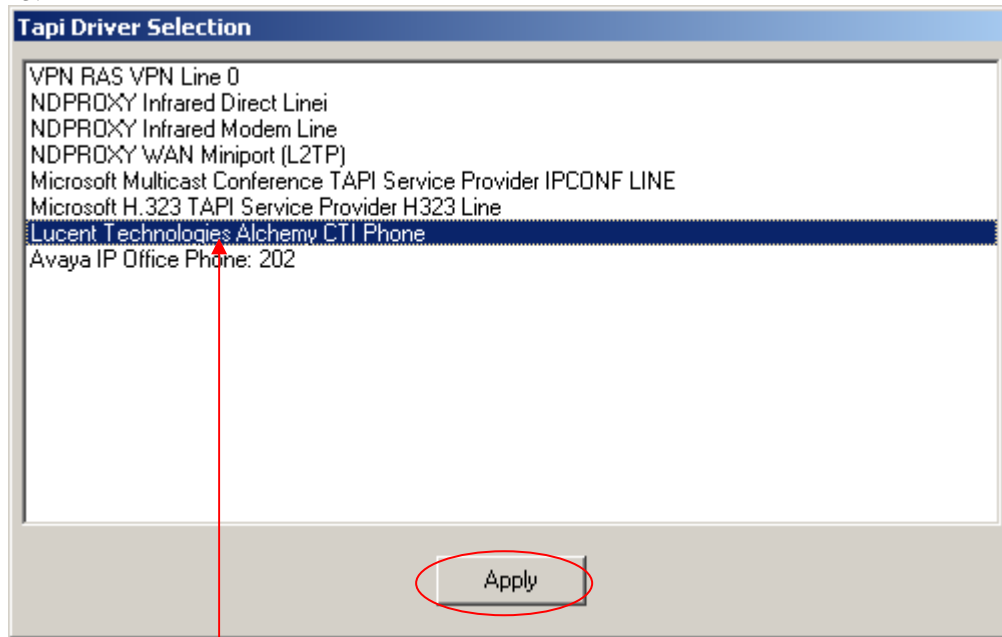 Tapi Driver Selection
VPN RAS VPN Line 0
NDPROXY Infrared Direct Linei
NDPROXY Infrared Modem Line
NDPROXY WAN Miniport (L2TP)
Microsoft Multicast Conference TAPI Service Provider IPCONF LINE
Microsoft H.323 TAPI Service Provider H323 Line
Lucent Technologies Alchemy CTI Phone
Avaya IP Office Phone: 202
Apply